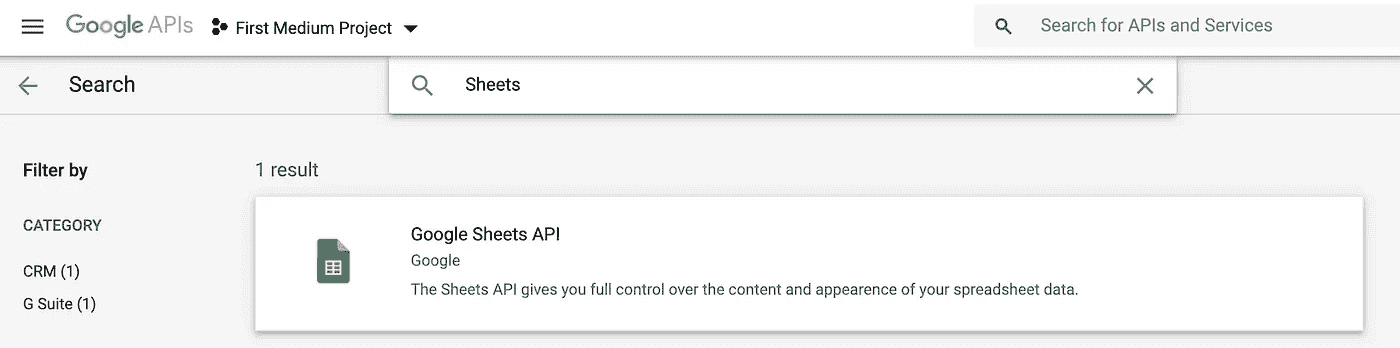 Google APIs First Medium Project Search for APIs and Services
Search Sheets
Filter by 1 result
CATEGORY
Google Sheets API
Google
CRM (1)
The Sheets API gives you full control over the content and appearence of your spreadsheet data.
G Suite (1)